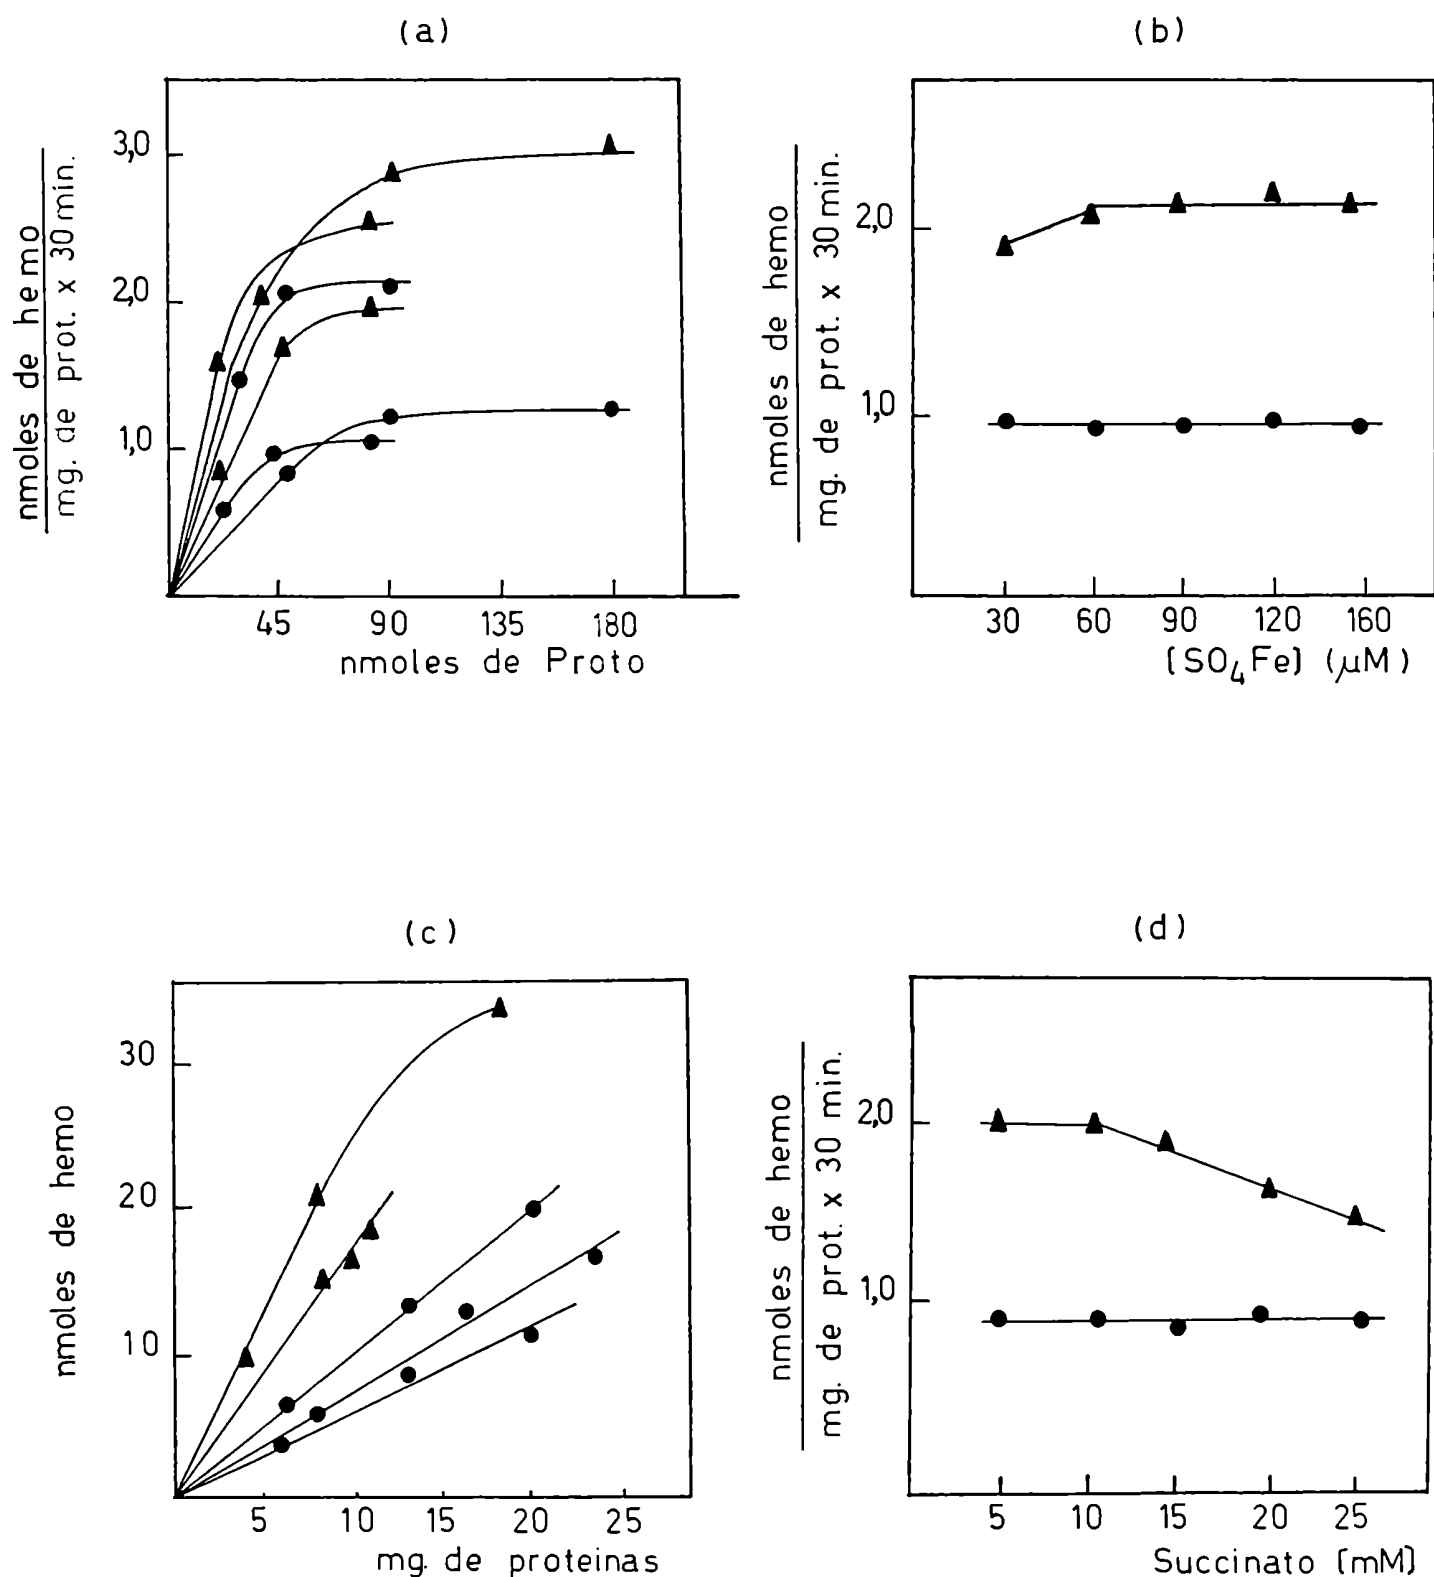 (a)
3,0
2,0
1,0
nmoles de hemo
mg. de prot. x 30 min.
45 90 135 180
nmoles de Proto
(b)
2,0
1,0
nmoles de hemo
mg. de prot. x 30 min.
30 60 90 120 160
[SO4Fe] (μM)
(c)
30
20
10
nmoles de hemo
5 10 15 20 25
mg. de proteinas
(d)
2,0
1,0
nmoles de hemo
mg. de prot. x 30 min.
5 10 15 20 25
Succinato [mM]